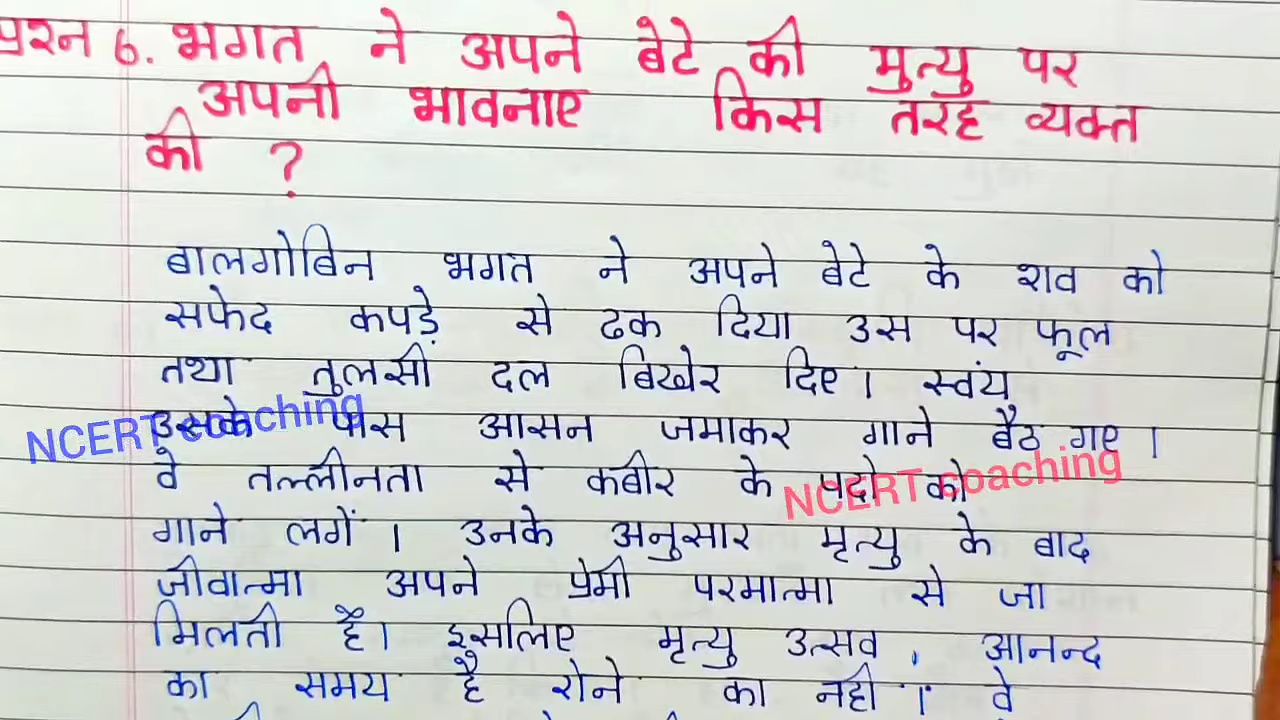 प्रश्न 6. भगत ने अपने बेटे की मुत्यु पर
अपनी भावनाए किस तरह व्यक्त
की ?
बालगोबिन भगत ने अपने बेटे के शव को
सफेद कपड़े से ढक दिया उस पर फूल
तथा तुलसी दल बिखेर दिए। स्वंय
उसके पास आसन जमाकर गाने बैठ गए।
NCERT coaching
वे तल्लीनता से कबीर के पदो को
NCERT coaching
गाने लगें। उनके अनुसार मृत्यु के बाद
जीवात्मा अपने प्रेमी परमात्मा से जा
मिलती है। इसलिए मृत्यु उत्सव, आनन्द
का समय है रोने का नही। वे